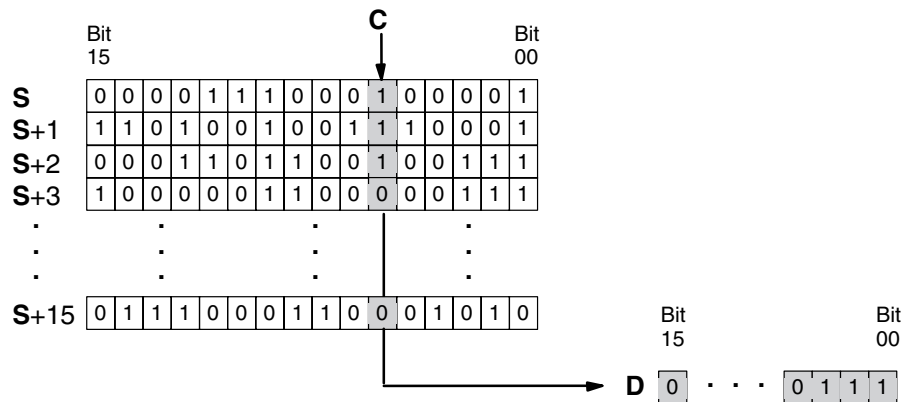 C
Bit
15
Bit
00
S 0 0 0 0 1 1 1 0 0 0 1 0 0 0 0 1
S+1 1 1 0 1 0 0 1 0 0 1 1 1 0 0 0 1
S+2 0 0 0 1 1 0 1 1 0 0 1 0 0 1 1 1
S+3 1 0 0 0 0 0 1 1 0 0 0 0 0 1 1 1
S+15 0 1 1 1 0 0 0 1 1 0 0 0 1 0 1 0
Bit
15
Bit
00
D 0 · · · 0 1 1 1